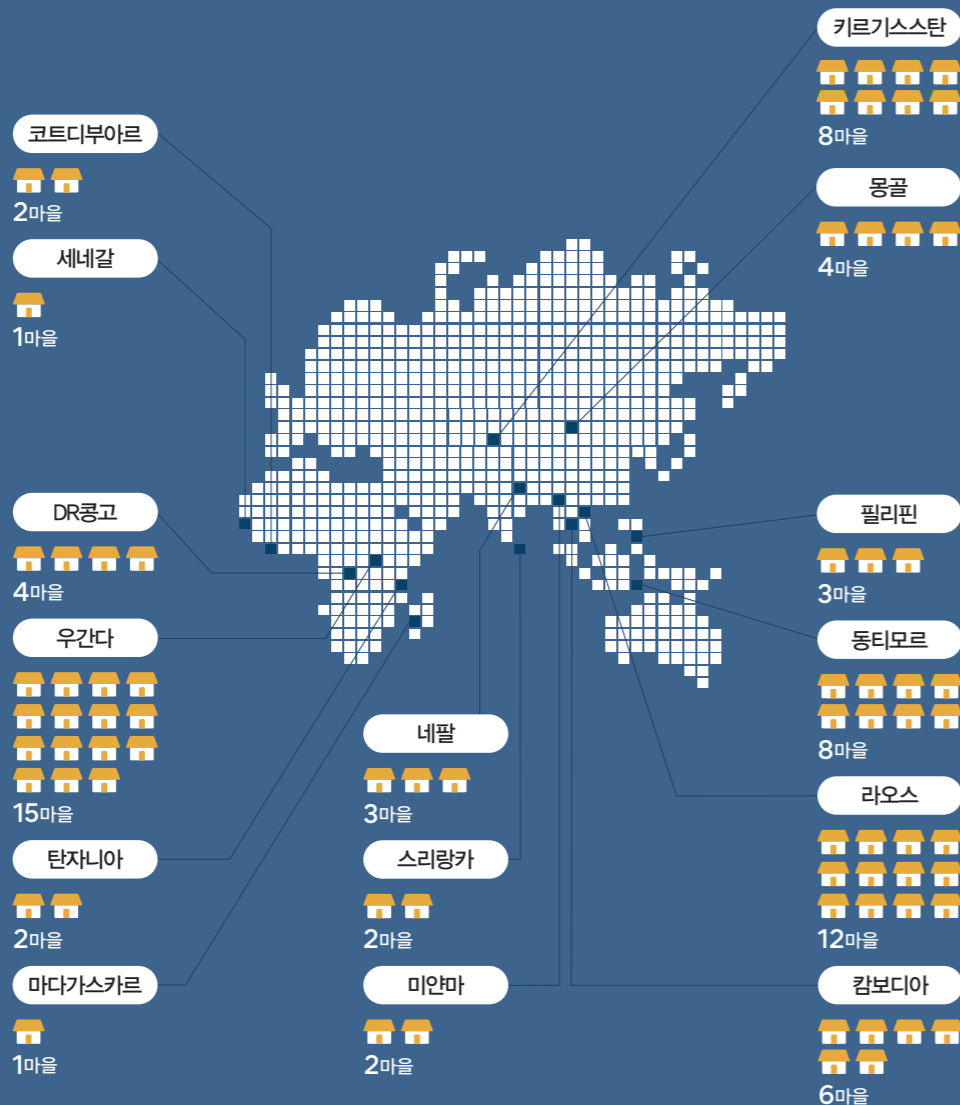 코트디부아르
2마을
세네갈
1마을
DR콩고
4마을
우간다
15마을
탄자니아
2마을
마다가스카르
1마을
네팔
3마을
스리랑카
2마을
미얀마
2마을
키르기스스탄
8마을
몽골
4마을
필리핀
3마을
동티모르
8마을
라오스
12마을
캄보디아
6마을